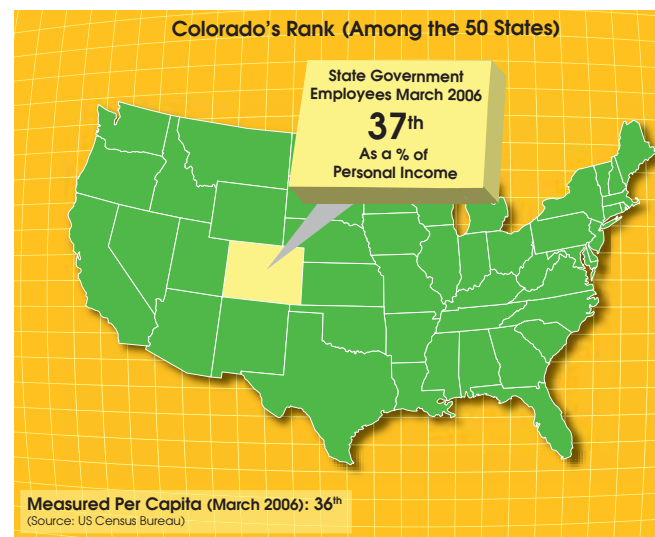 Colorado's Rank (Among the 50 States)
State Government
Employees March 2006
37th
As a % of
Personal Income
Measured Per Capita (March 2006): 36th
(Source: US Census Bureau)